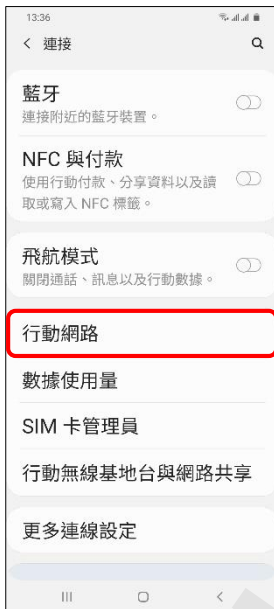 13:36
連接
藍牙
連接附近的藍牙裝置。
NFC 與付款
使用行動付款、分享資料以及讀
取或寫入 NFC 標籤。
飛航模式
關閉通話、訊息以及行動數據。
行動網路
數據使用量
SIM 卡管理員
行動無線基地台與網路共享
更多連線設定